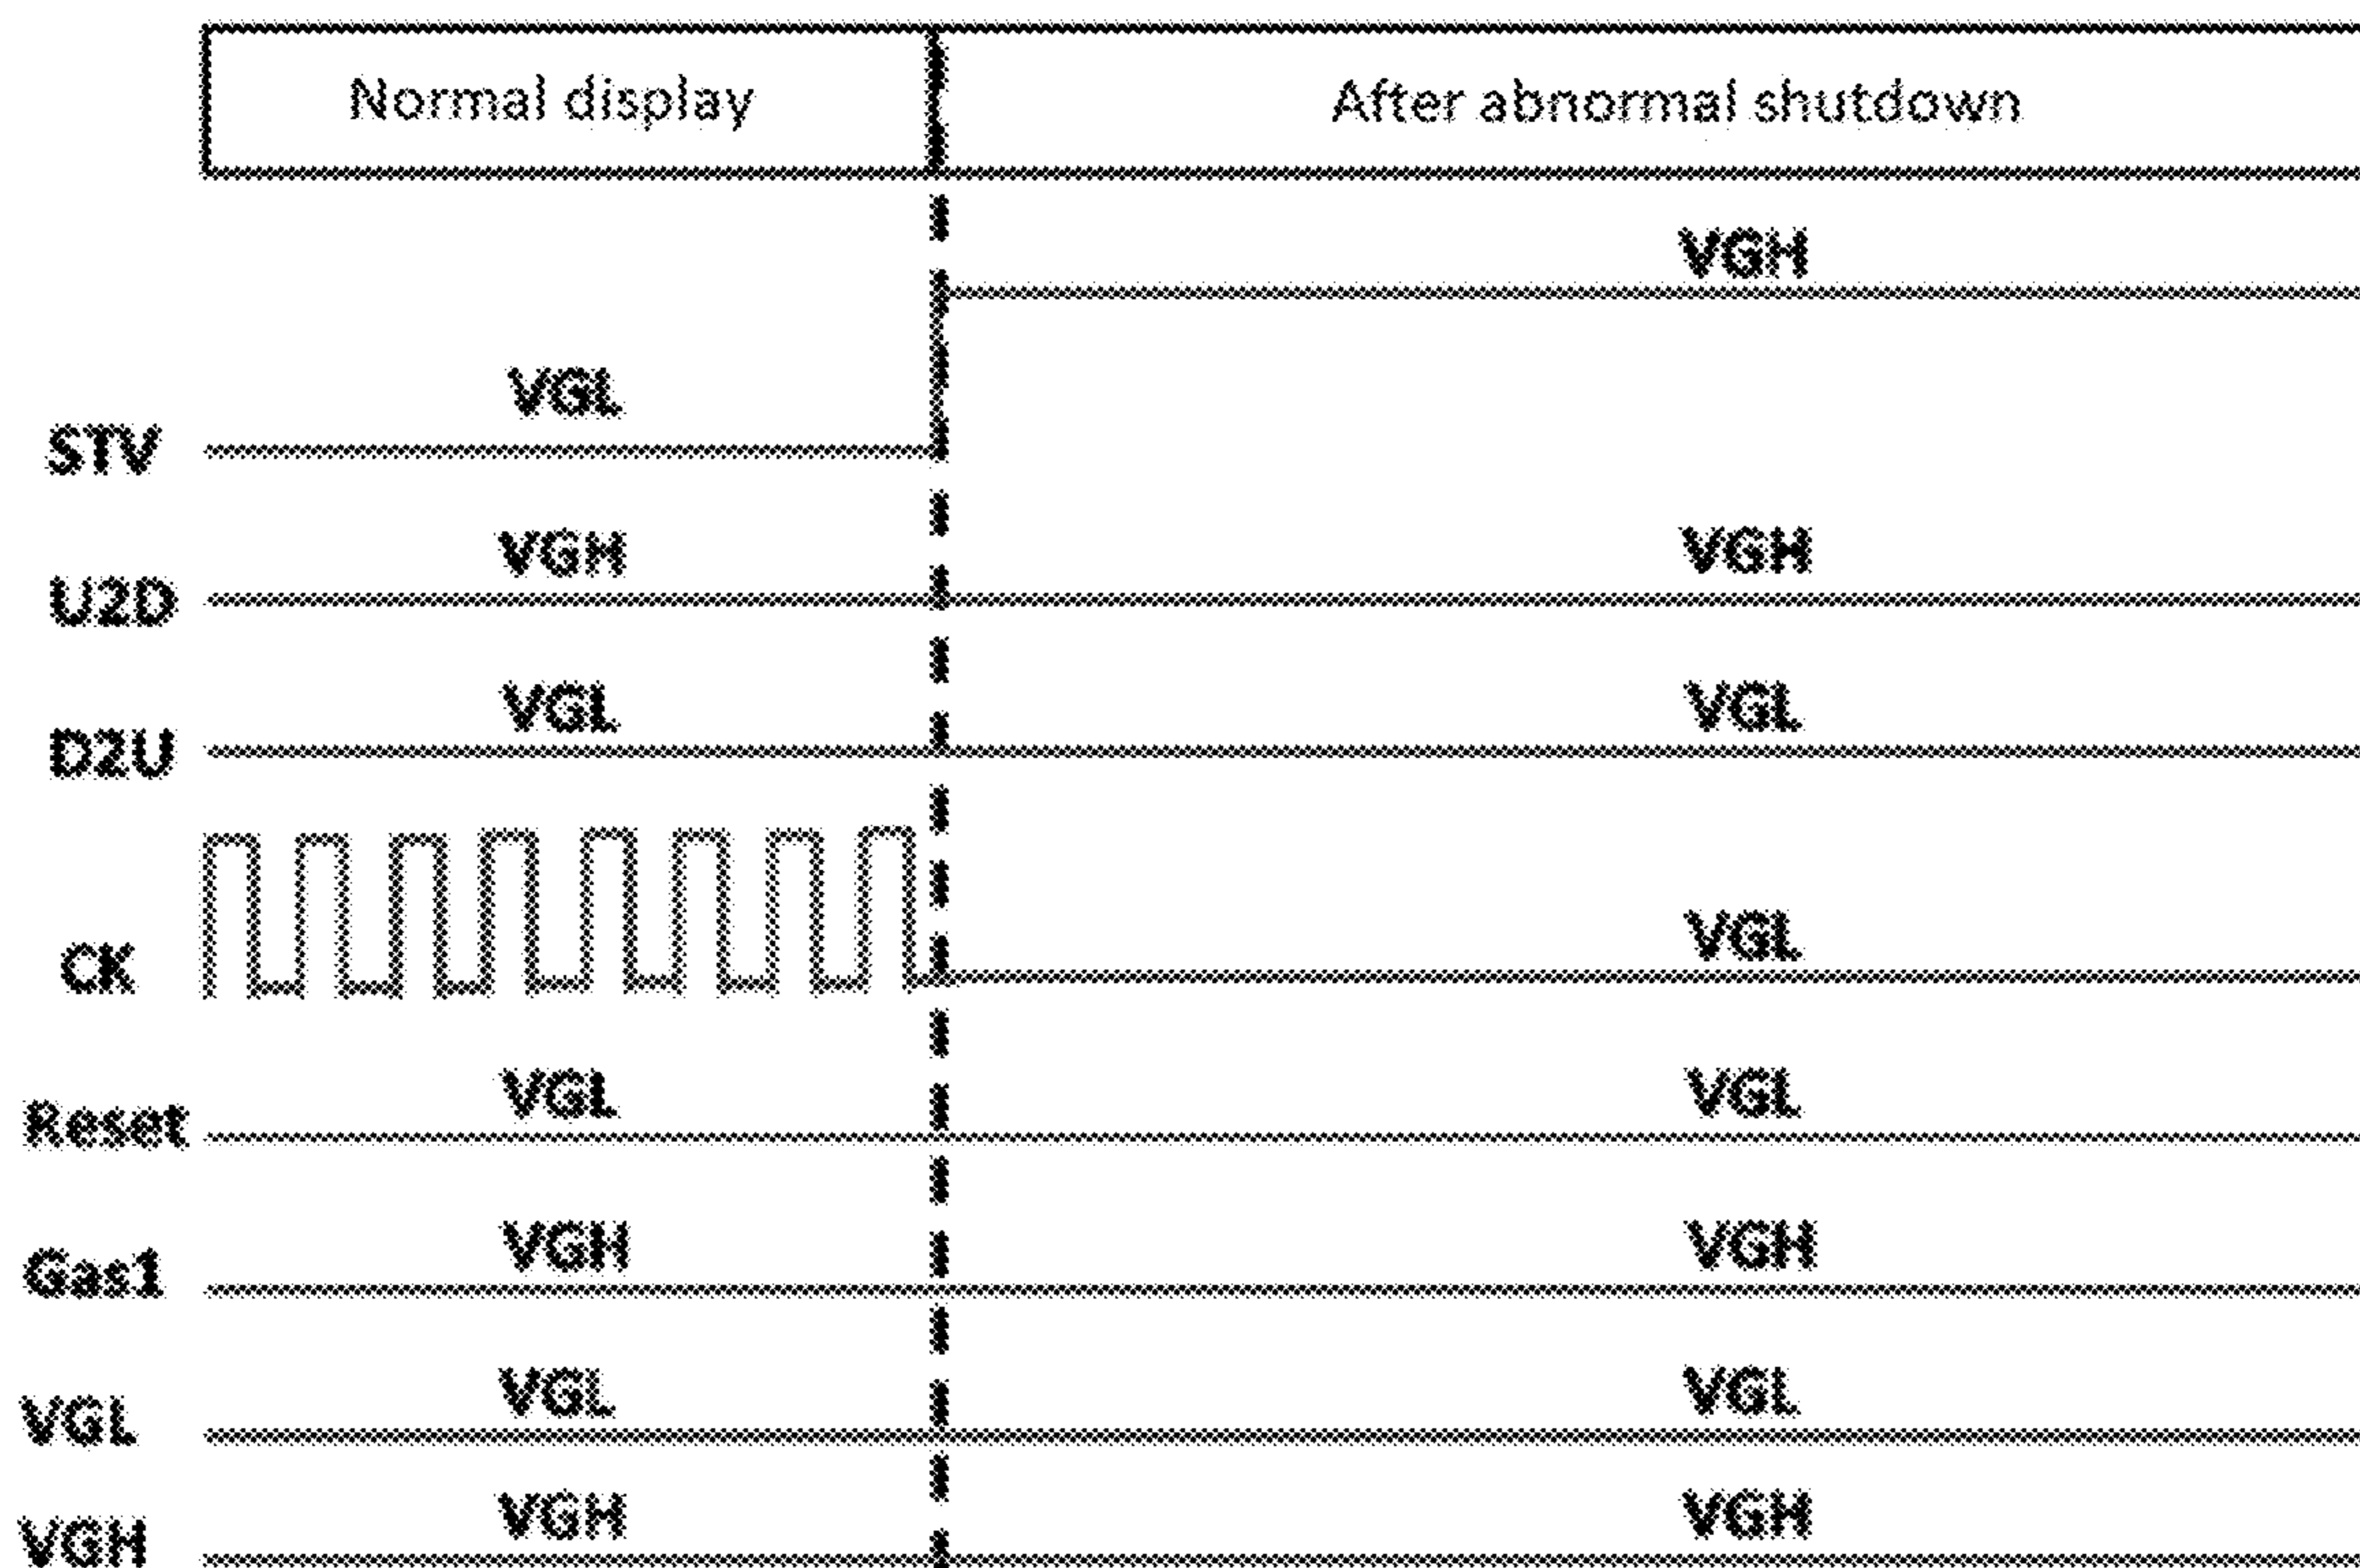 Normal display After abnormal shutdown
VGH
VGL
STV
VGH VGH
U2D
VGL VGL
D2U
VGL
CK
VGL VGL
Reset
VGH VGH
Gas1
VGL VGL
VGL
VGH VGH
VGH